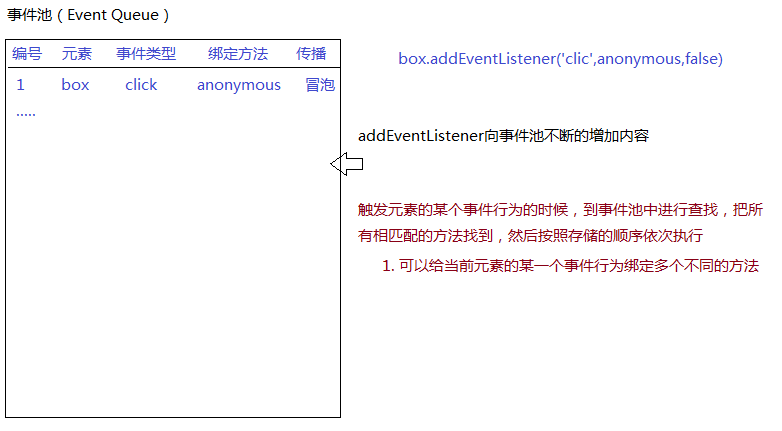 事件池（Event Queue）
编号 元素 事件类型 绑定方法 传播
1 box click anonymous 冒泡
.....
box.addEventListener('clic',anonymous,false)
addEventListener向事件池不断的增加内容
触发元素的某个事件行为的时候，到事件池中进行查找，把所
有相匹配的方法找到，然后按照存储的顺序依次执行
1. 可以给当前元素的某一个事件行为绑定多个不同的方法